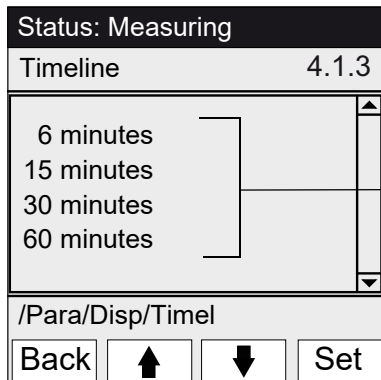 Status: Measuring
Timeline 4.1.3
6 minutes
15 minutes
30 minutes
60 minutes
/Para/Disp/Timel
Back Set